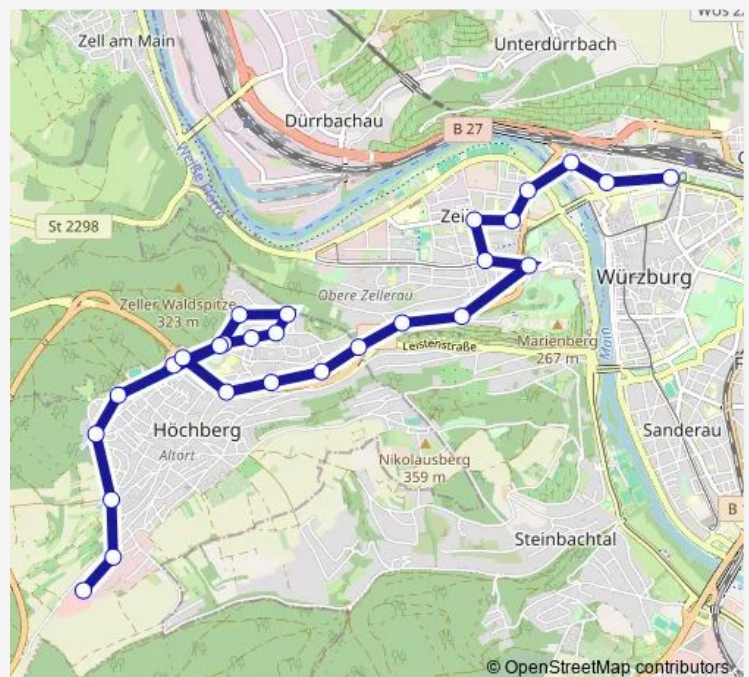 Zell am Main
Unterdürrbach
Dürrbachau
B 27
St 2298
Zeller Waldspitze
323 m
Obere Zellerau
Würzburg
Marienberg
267 m
Main
Leistenstraße
Höchberg
Altort
Nikolausberg
359 m
Sanderau
B
Steinbachtal
© OpenStreetMap contributors